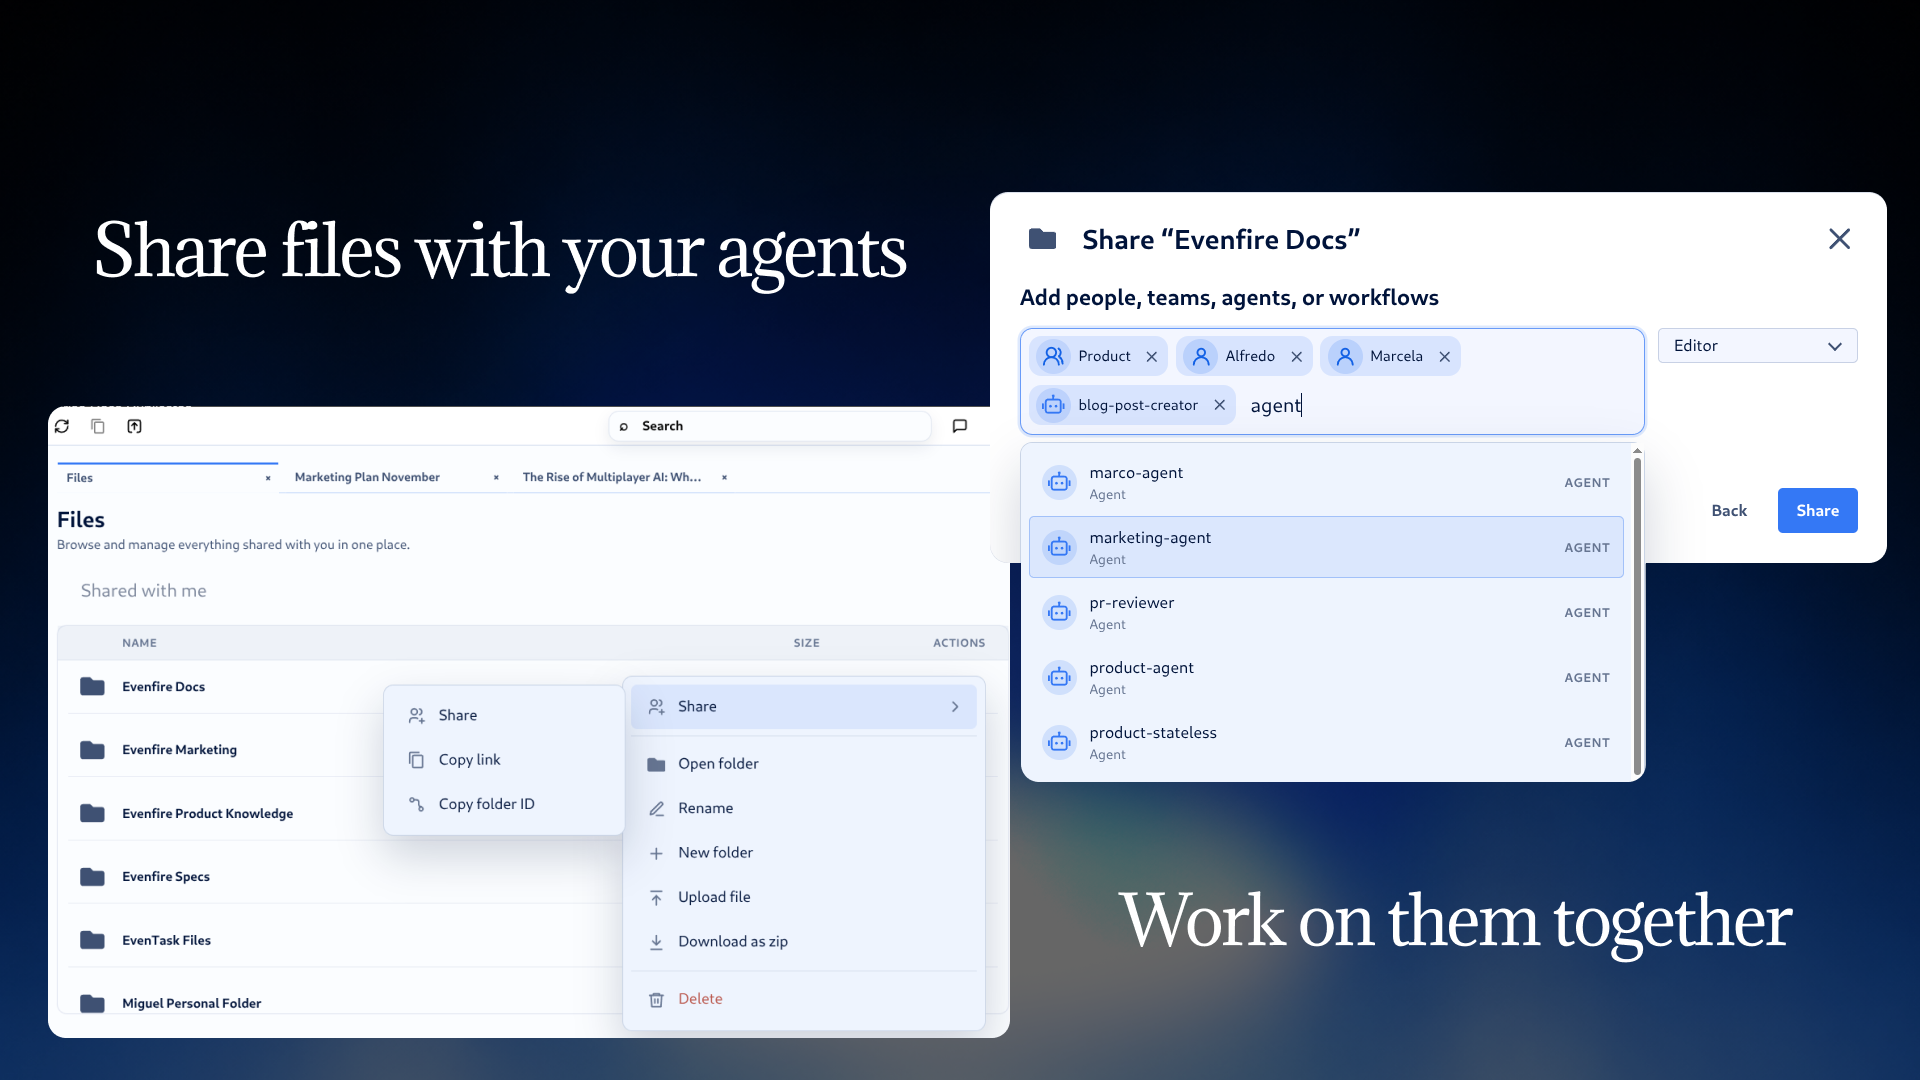 Share files with your agents
Search
Files
Marketing Plan November
The Rise of Multiplayer AI: Wh...
Files
Browse and manage everything shared with you in one place.
Shared with me
NAME SIZE ACTIONS
Evenfire Docs
Evenfire Marketing
Evenfire Product Knowledge
Evenfire Specs
EvenTask Files
Miguel Personal Folder
Share
Copy link
Copy folder ID
Share
Open folder
Rename
New folder
Upload file
Download as zip
Delete
Share “Evenfire Docs”
Add people, teams, agents, or workflows
Product Alfredo Marcela
blog-post-creator agent
Editor
marco-agent
Agent
AGENT
marketing-agent
Agent
AGENT
pr-reviewer
Agent
AGENT
product-agent
Agent
AGENT
product-stateless
Agent
AGENT
Back
Share
Work on them together